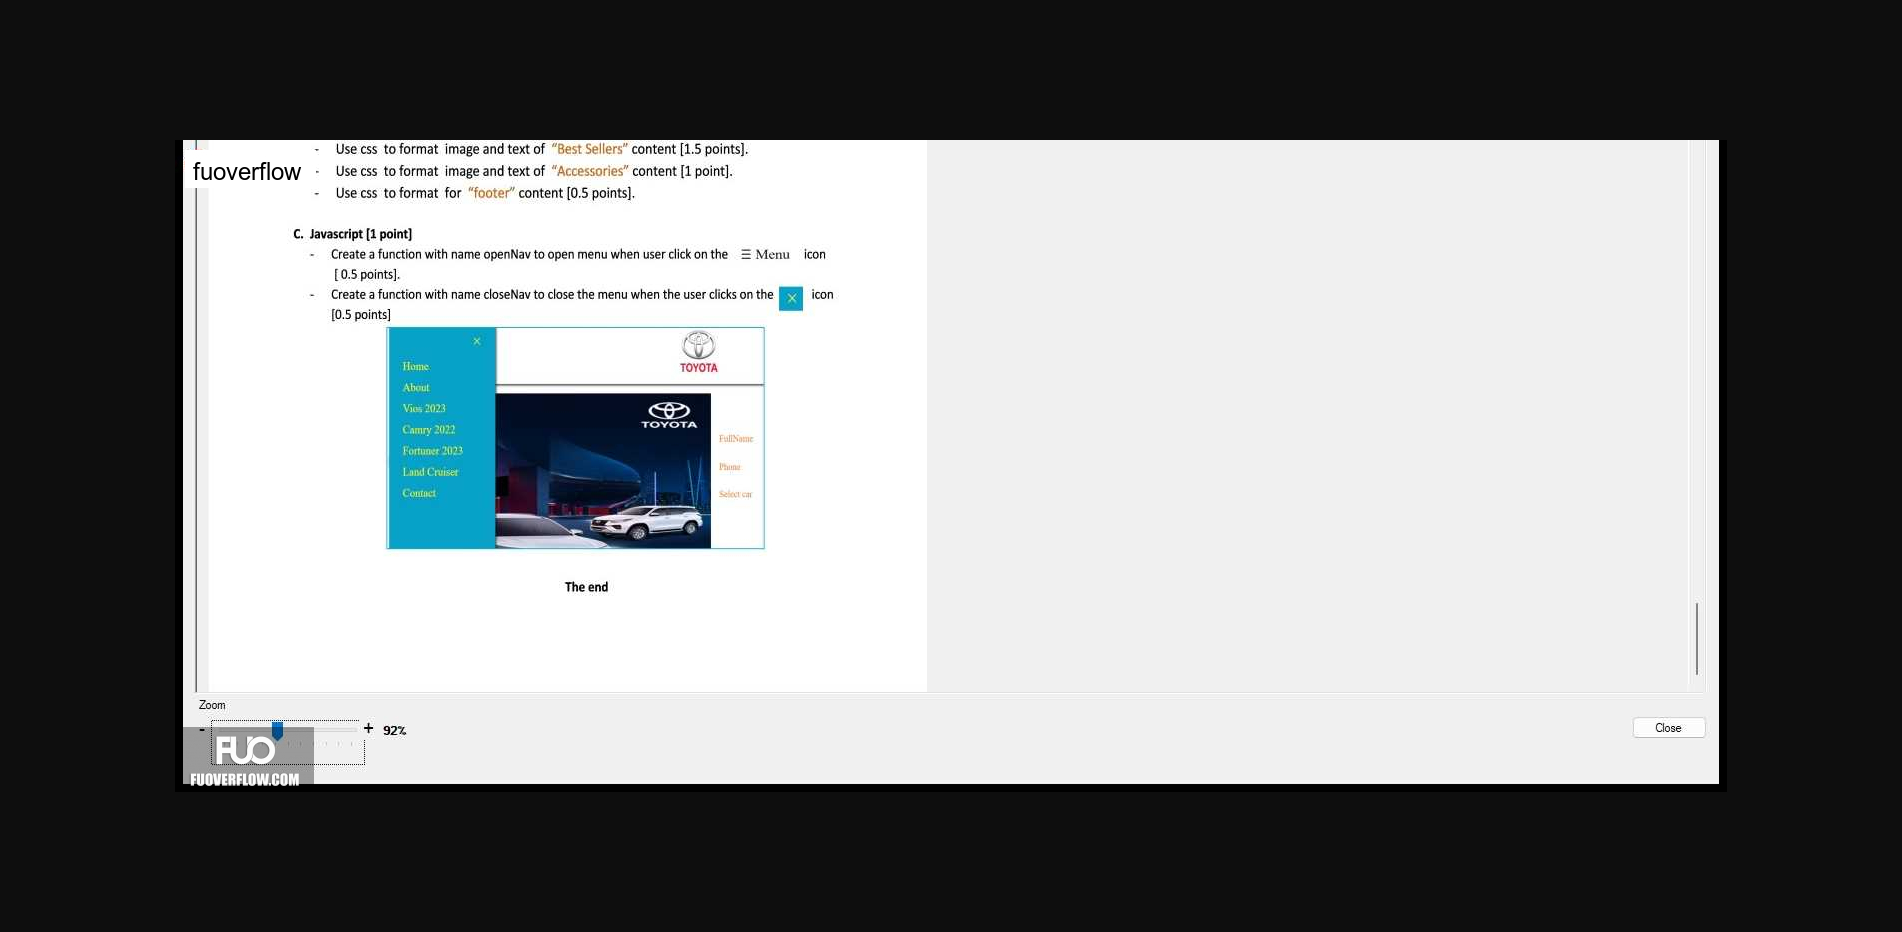 - Use css to format image and text of “Best Sellers” content [1.5 points].
fuoverflow
- Use css to format image and text of “Accessories” content [1 point].
- Use css to format for “footer” content [0.5 points].
C. Javascript [1 point]
- Create a function with name openNav to open menu when user click on the ☰ Menu icon
[ 0.5 points].
- Create a function with name closeNav to close the menu when the user clicks on the × icon
[0.5 points]
×
TOYOTA
Home
About
Vios 2023
Camry 2022
Fortuner 2023
Land Cruiser
Contact
TOYOTA
FullName
Phone
Select car
The end
Zoom
- + 92%
Close
FUO
FUOVERFLOW.COM